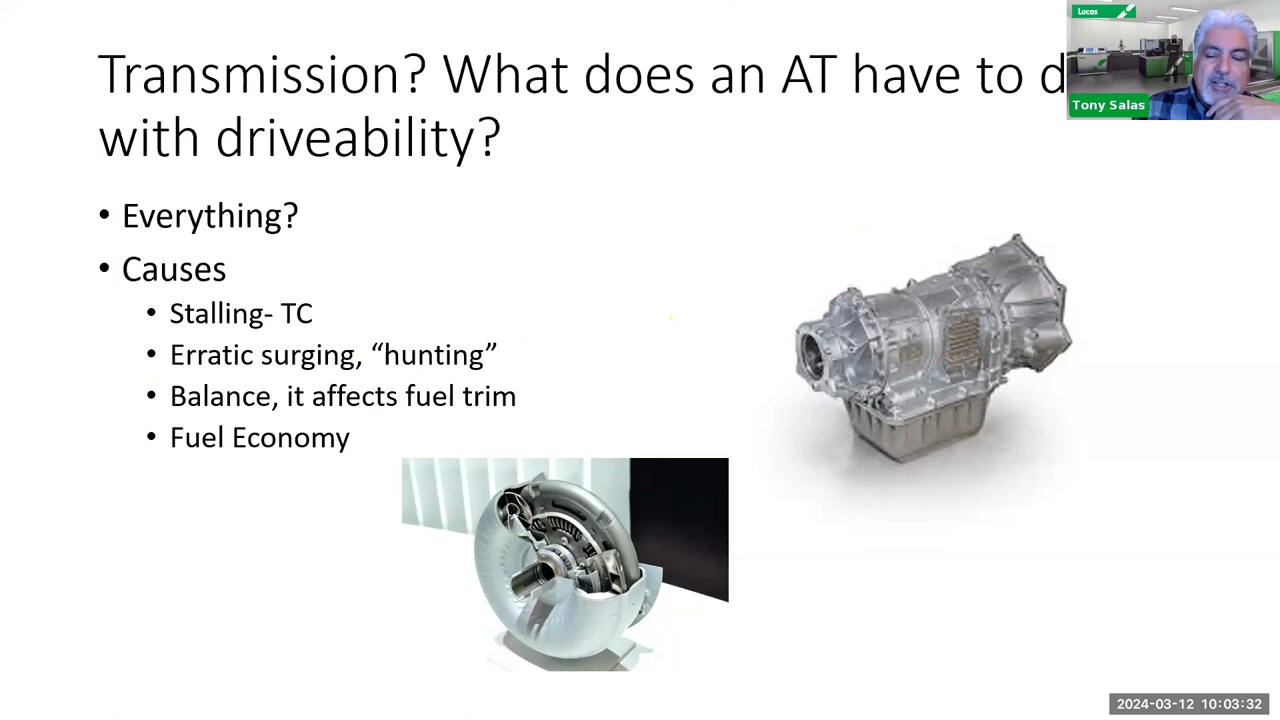 Transmission? What does an AT have to d
with driveability?
• Everything?
• Causes
• Stalling- TC
• Erratic surging, “hunting”
• Balance, it affects fuel trim
• Fuel Economy
Lucas
Tony Salas
2024-03-12 10:03:32